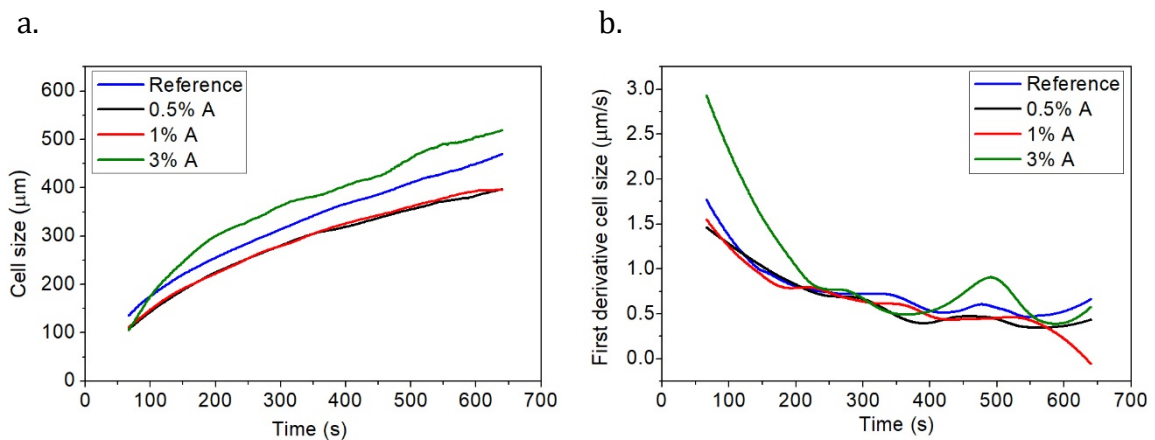 a.
600
500
400
300
200
100
0
Cell size (μm)
Reference
0.5% A
1% A
3% A
0 100 200 300 400 500 600 700
Time (s)
b.
3.0
2.5
2.0
1.5
1.0
0.5
0.0
First derivative cell size (μm/s)
Reference
0.5% A
1% A
3% A
0 100 200 300 400 500 600 700
Time (s)